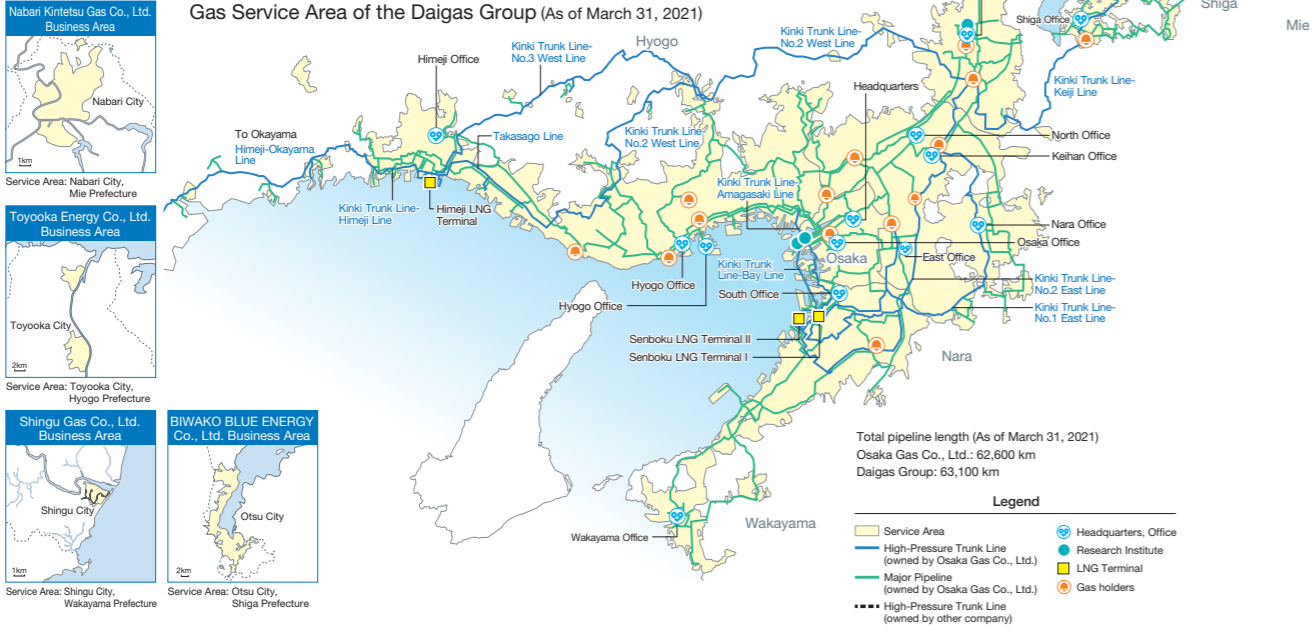 Gas Service Area of the Daigas Group (As of March 31, 2021)
Nabari Kintetsu Gas Co., Ltd.
Business Area
Nabari City
1km
Service Area: Nabari City,
Mie Prefecture
Toyooka Energy Co., Ltd.
Business Area
Toyooka City
2km
Service Area: Toyooka City,
Hyogo Prefecture
Shingu Gas Co., Ltd.
Business Area
Shingu City
1km
Service Area: Shingu City,
Wakayama Prefecture
BIWAKO BLUE ENERGY
Co., Ltd. Business Area
Otsu City
2km
Service Area: Otsu City,
Shiga Prefecture
Shiga
Mie
Shiga Office
Hyogo
Kinki Trunk Line-
No.2 West Line
Kinki Trunk Line-
No.3 West Line
Himeji Office
Headquarters
Kinki Trunk Line-
Keiji Line
To Okayama
Himeji-Okayama
Line
Takasago Line
Kinki Trunk Line-
No.2 West Line
North Office
Keihan Office
Kinki Trunk Line-
Amagasaki Line
Kinki Trunk Line-
Himeji Line
Himeji LNG
Terminal
Nara Office
Osaka Office
Osaka
East Office
Kinki Trunk
Line-Bay Line
Hyogo Office
South Office
Kinki Trunk Line-
No.2 East Line
Hyogo Office
Kinki Trunk Line-
No.1 East Line
Senboku LNG Terminal II
Senboku LNG Terminal I
Nara
Wakayama
Wakayama Office
Total pipeline length (As of March 31, 2021)
Osaka Gas Co., Ltd.: 62,600 km
Daigas Group: 63,100 km
Legend
Service Area
High-Pressure Trunk Line
(owned by Osaka Gas Co., Ltd.)
Major Pipeline
(owned by Osaka Gas Co., Ltd.)
High-Pressure Trunk Line
(owned by other company)
Headquarters, Office
Research Institute
LNG Terminal
Gas holders